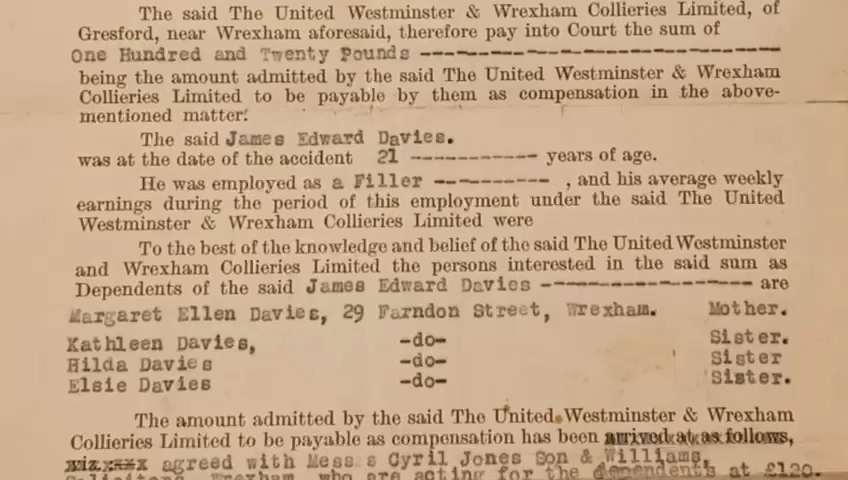 The said The United Westminster & Wrexham Collieries Limited, of
Gresford, near Wrexham aforesaid, therefore pay into Court the sum of
One Hundred and Twenty Pounds -----------------------------
being the amount admitted by the said The United Westminster & Wrexham
Collieries Limited to be payable by them as compensation in the above-
mentioned matter:
The said James Edward Davies.
was at the date of the accident 21 ----------- years of age.
He was employed as a Filler ---------- , and his average weekly
earnings during the period of this employment under the said The United
Westminster & Wrexham Collieries Limited were
To the best of the knowledge and belief of the said The United Westminster
and Wrexham Collieries Limited the persons interested in the said sum as
Dependents of the said James Edward Davies ----------------- are
Margaret Ellen Davies, 29 Farndon Street, Wrexham. Mother.
Kathleen Davies, -do- Sister.
Hilda Davies -do- Sister
Elsie Davies -do- Sister.
The amount admitted by the said The United Westminster & Wrexham
Collieries Limited to be payable as compensation has been arrived at as follows,
viz. agreed with Mess s Cyril Jones Son & Williams,
Solicitors, Wrexham, who are acting for the dependents at £120.